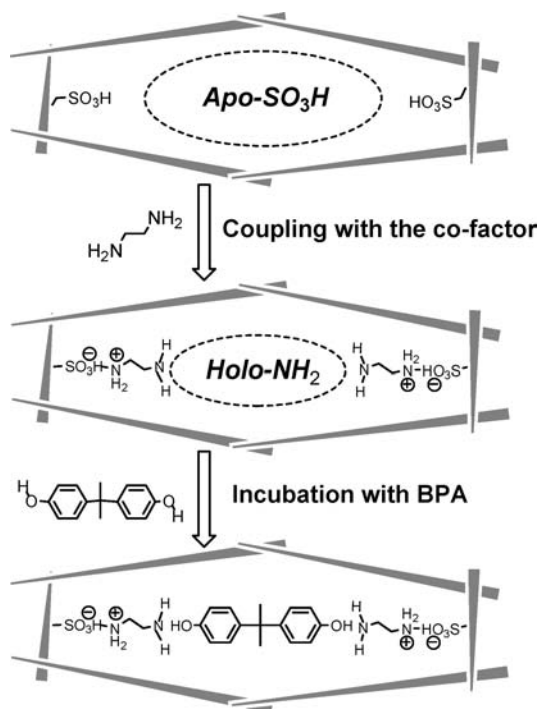 SO₃H
Apo-SO₃H
HO₃S
NH₂
H₂N
Coupling with the co-factor
⊖ ⊕ H H₂
SO₃H-N N Holo-NH₂ N N-HO₃S
H₂ H H ⊕ ⊖
H
O
O
H
Incubation with BPA
⊖ ⊕ H H H₂
SO₃H-N N HO OH N N-HO₃S
H₂ H H ⊕ ⊖